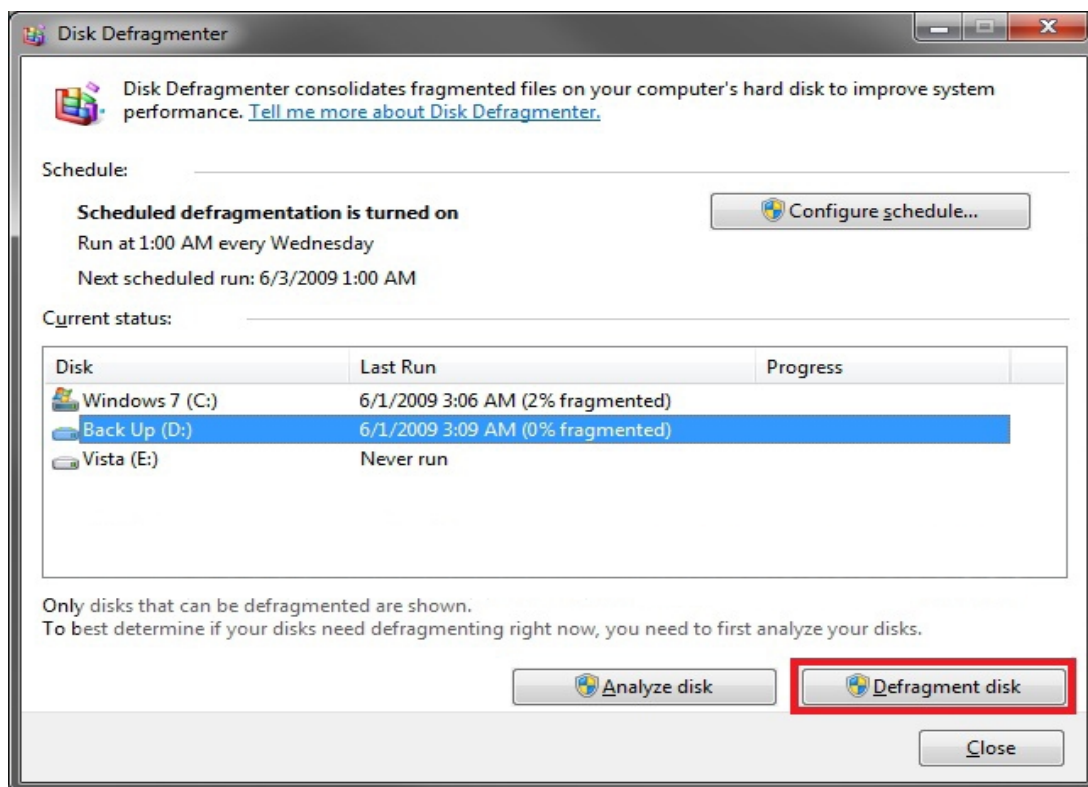 Disk Defragmenter
Disk Defragmenter consolidates fragmented files on your computer's hard disk to improve system
performance. Tell me more about Disk Defragmenter.
Schedule:
Scheduled defragmentation is turned on
Configure schedule...
Run at 1:00 AM every Wednesday
Next scheduled run: 6/3/2009 1:00 AM
Current status:
Disk Last Run Progress
Windows 7 (C:) 6/1/2009 3:06 AM (2% fragmented)
Back Up (D:) 6/1/2009 3:09 AM (0% fragmented)
Vista (E:) Never run
Only disks that can be defragmented are shown.
To best determine if your disks need defragmenting right now, you need to first analyze your disks.
Analyze disk Defragment disk
Close